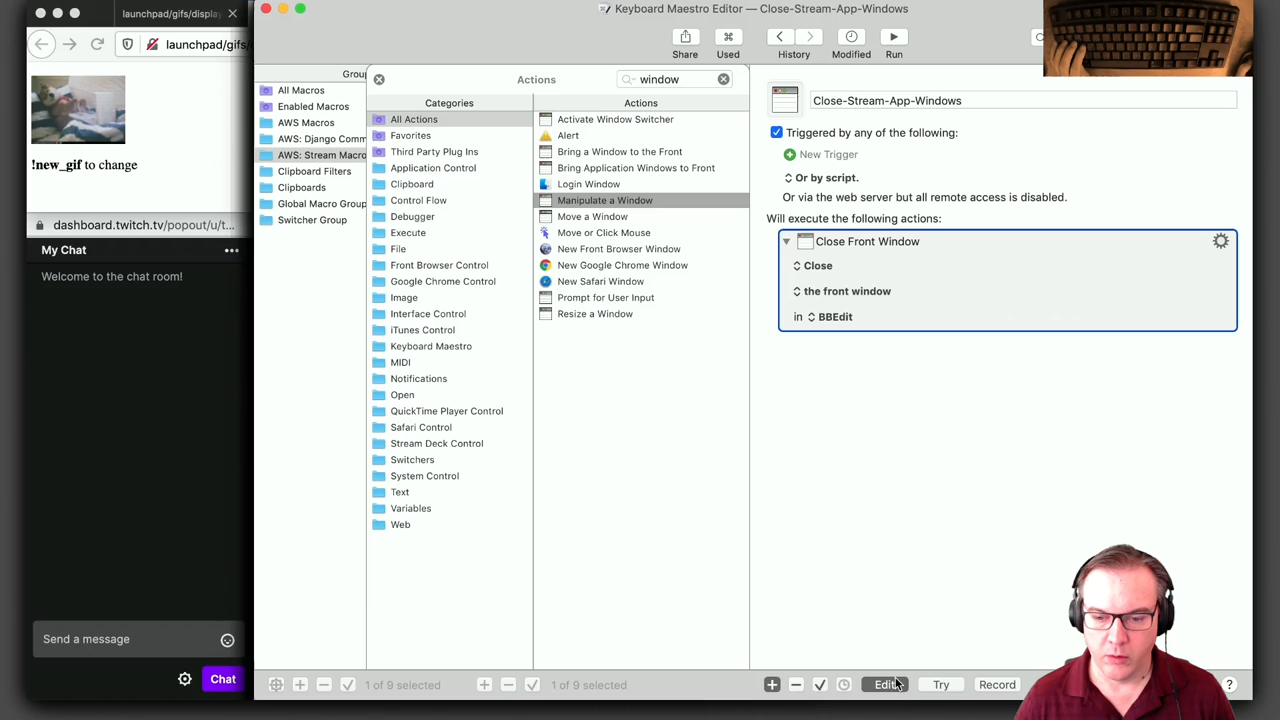 launchpad/gifs/displa
launchpad/gifs/
!new_gif to change
dashboard.twitch.tv/popout/u/t...
My Chat
Welcome to the chat room!
Send a message
Chat
Keyboard Maestro Editor — Close-Stream-App-Windows
Share
Used
History
Modified
Run
Grou
All Macros
Enabled Macros
AWS Macros
AWS: Django Comm
AWS: Stream Macro
Clipboard Filters
Clipboards
Global Macro Group
Switcher Group
Actions
window
Categories
All Actions
Favorites
Third Party Plug Ins
Application Control
Clipboard
Control Flow
Debugger
Execute
File
Front Browser Control
Google Chrome Control
Image
Interface Control
iTunes Control
Keyboard Maestro
MIDI
Notifications
Open
QuickTime Player Control
Safari Control
Stream Deck Control
Switchers
System Control
Text
Variables
Web
Actions
Activate Window Switcher
Alert
Bring a Window to the Front
Bring Application Windows to Front
Login Window
Manipulate a Window
Move a Window
Move or Click Mouse
New Front Browser Window
New Google Chrome Window
New Safari Window
Prompt for User Input
Resize a Window
Close-Stream-App-Windows
Triggered by any of the following:
New Trigger
Or by script.
Or via the web server but all remote access is disabled.
Will execute the following actions:
Close Front Window
Close
the front window
in BBEdit
1 of 9 selected
1 of 9 selected
Edit
Try
Record
?